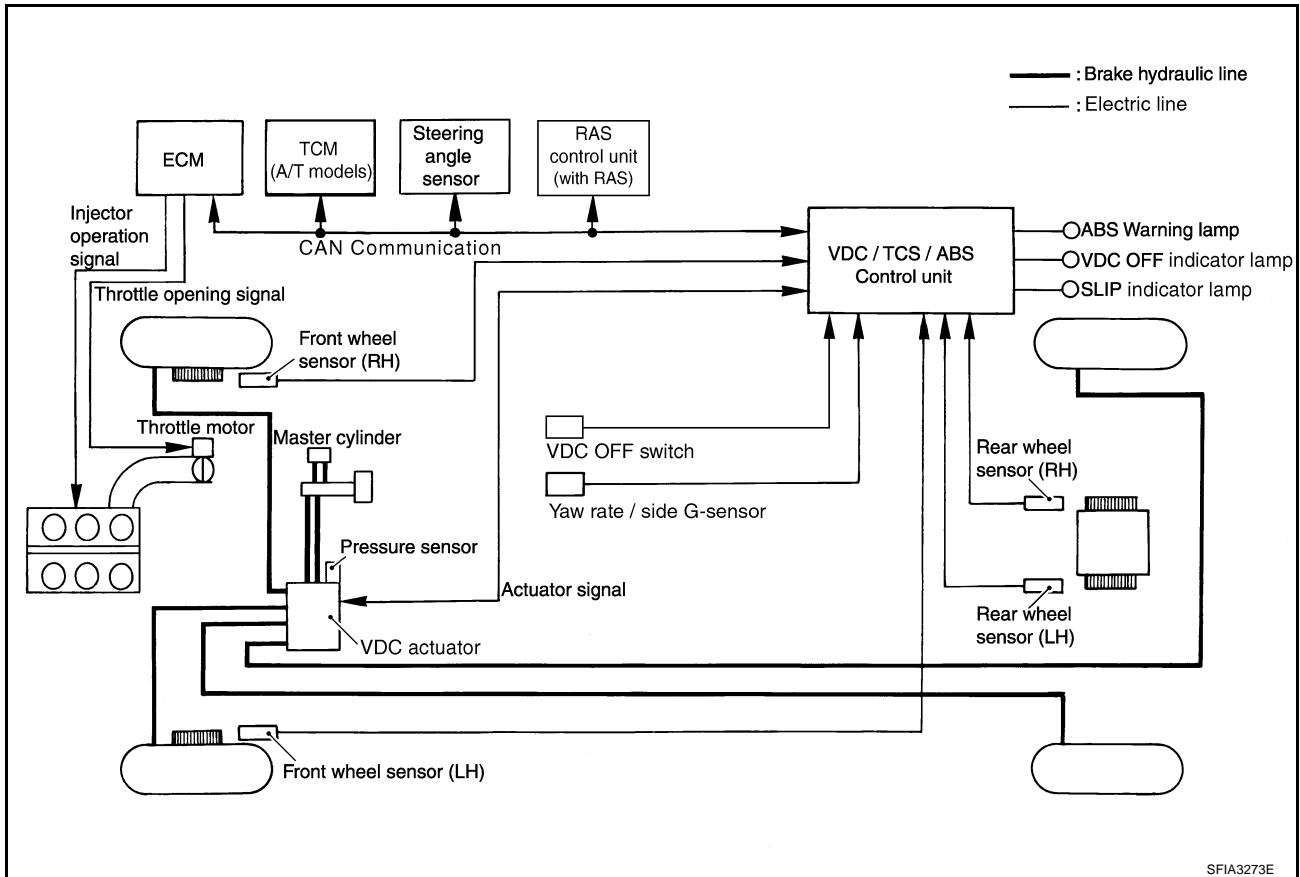 : Brake hydraulic line
: Electric line
ECM
TCM
(A/T models)
Steering
angle
sensor
RAS
control unit
(with RAS)
Injector
operation
signal
CAN Communication
VDC / TCS / ABS
Control unit
ABS Warning lamp
VDC OFF indicator lamp
SLIP indicator lamp
Throttle opening signal
Front wheel
sensor (RH)
Throttle motor
Master cylinder
VDC OFF switch
Rear wheel
sensor (RH)
Yaw rate / side G-sensor
Pressure sensor
Actuator signal
Rear wheel
sensor (LH)
VDC actuator
Front wheel sensor (LH)
SFIA3273E